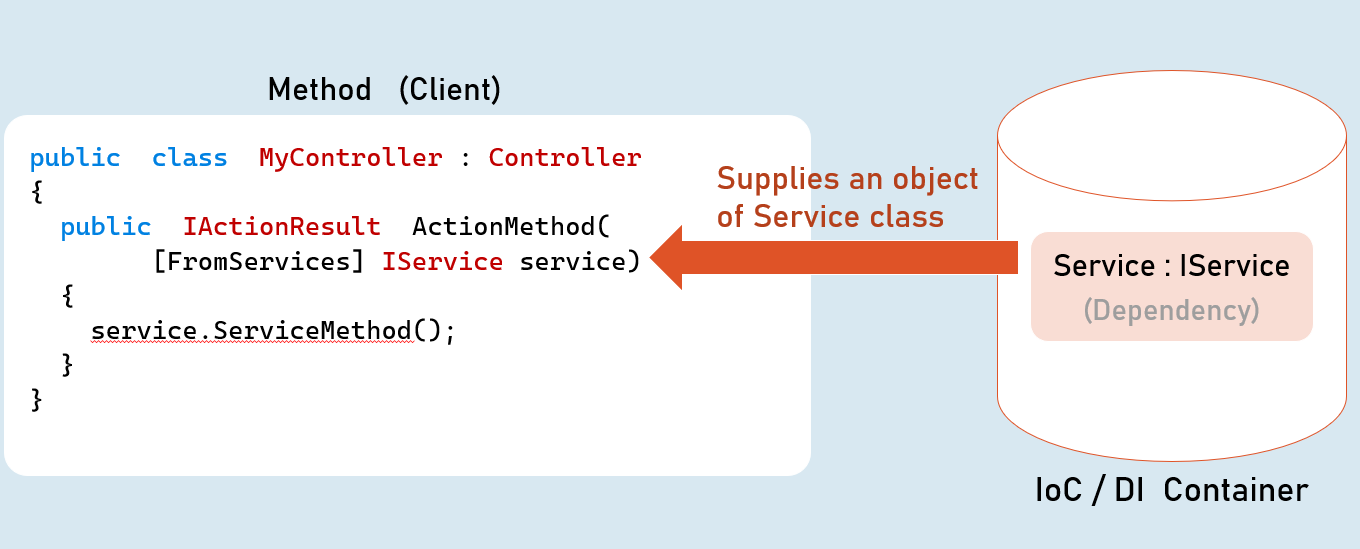 Method (Client)
public class MyController : Controller
{
public IActionResult ActionMethod(
[FromServices] IService service)
{
service.ServiceMethod();
}
}
Supplies an object
of Service class
Service : IService
(Dependency)
IoC / DI Container